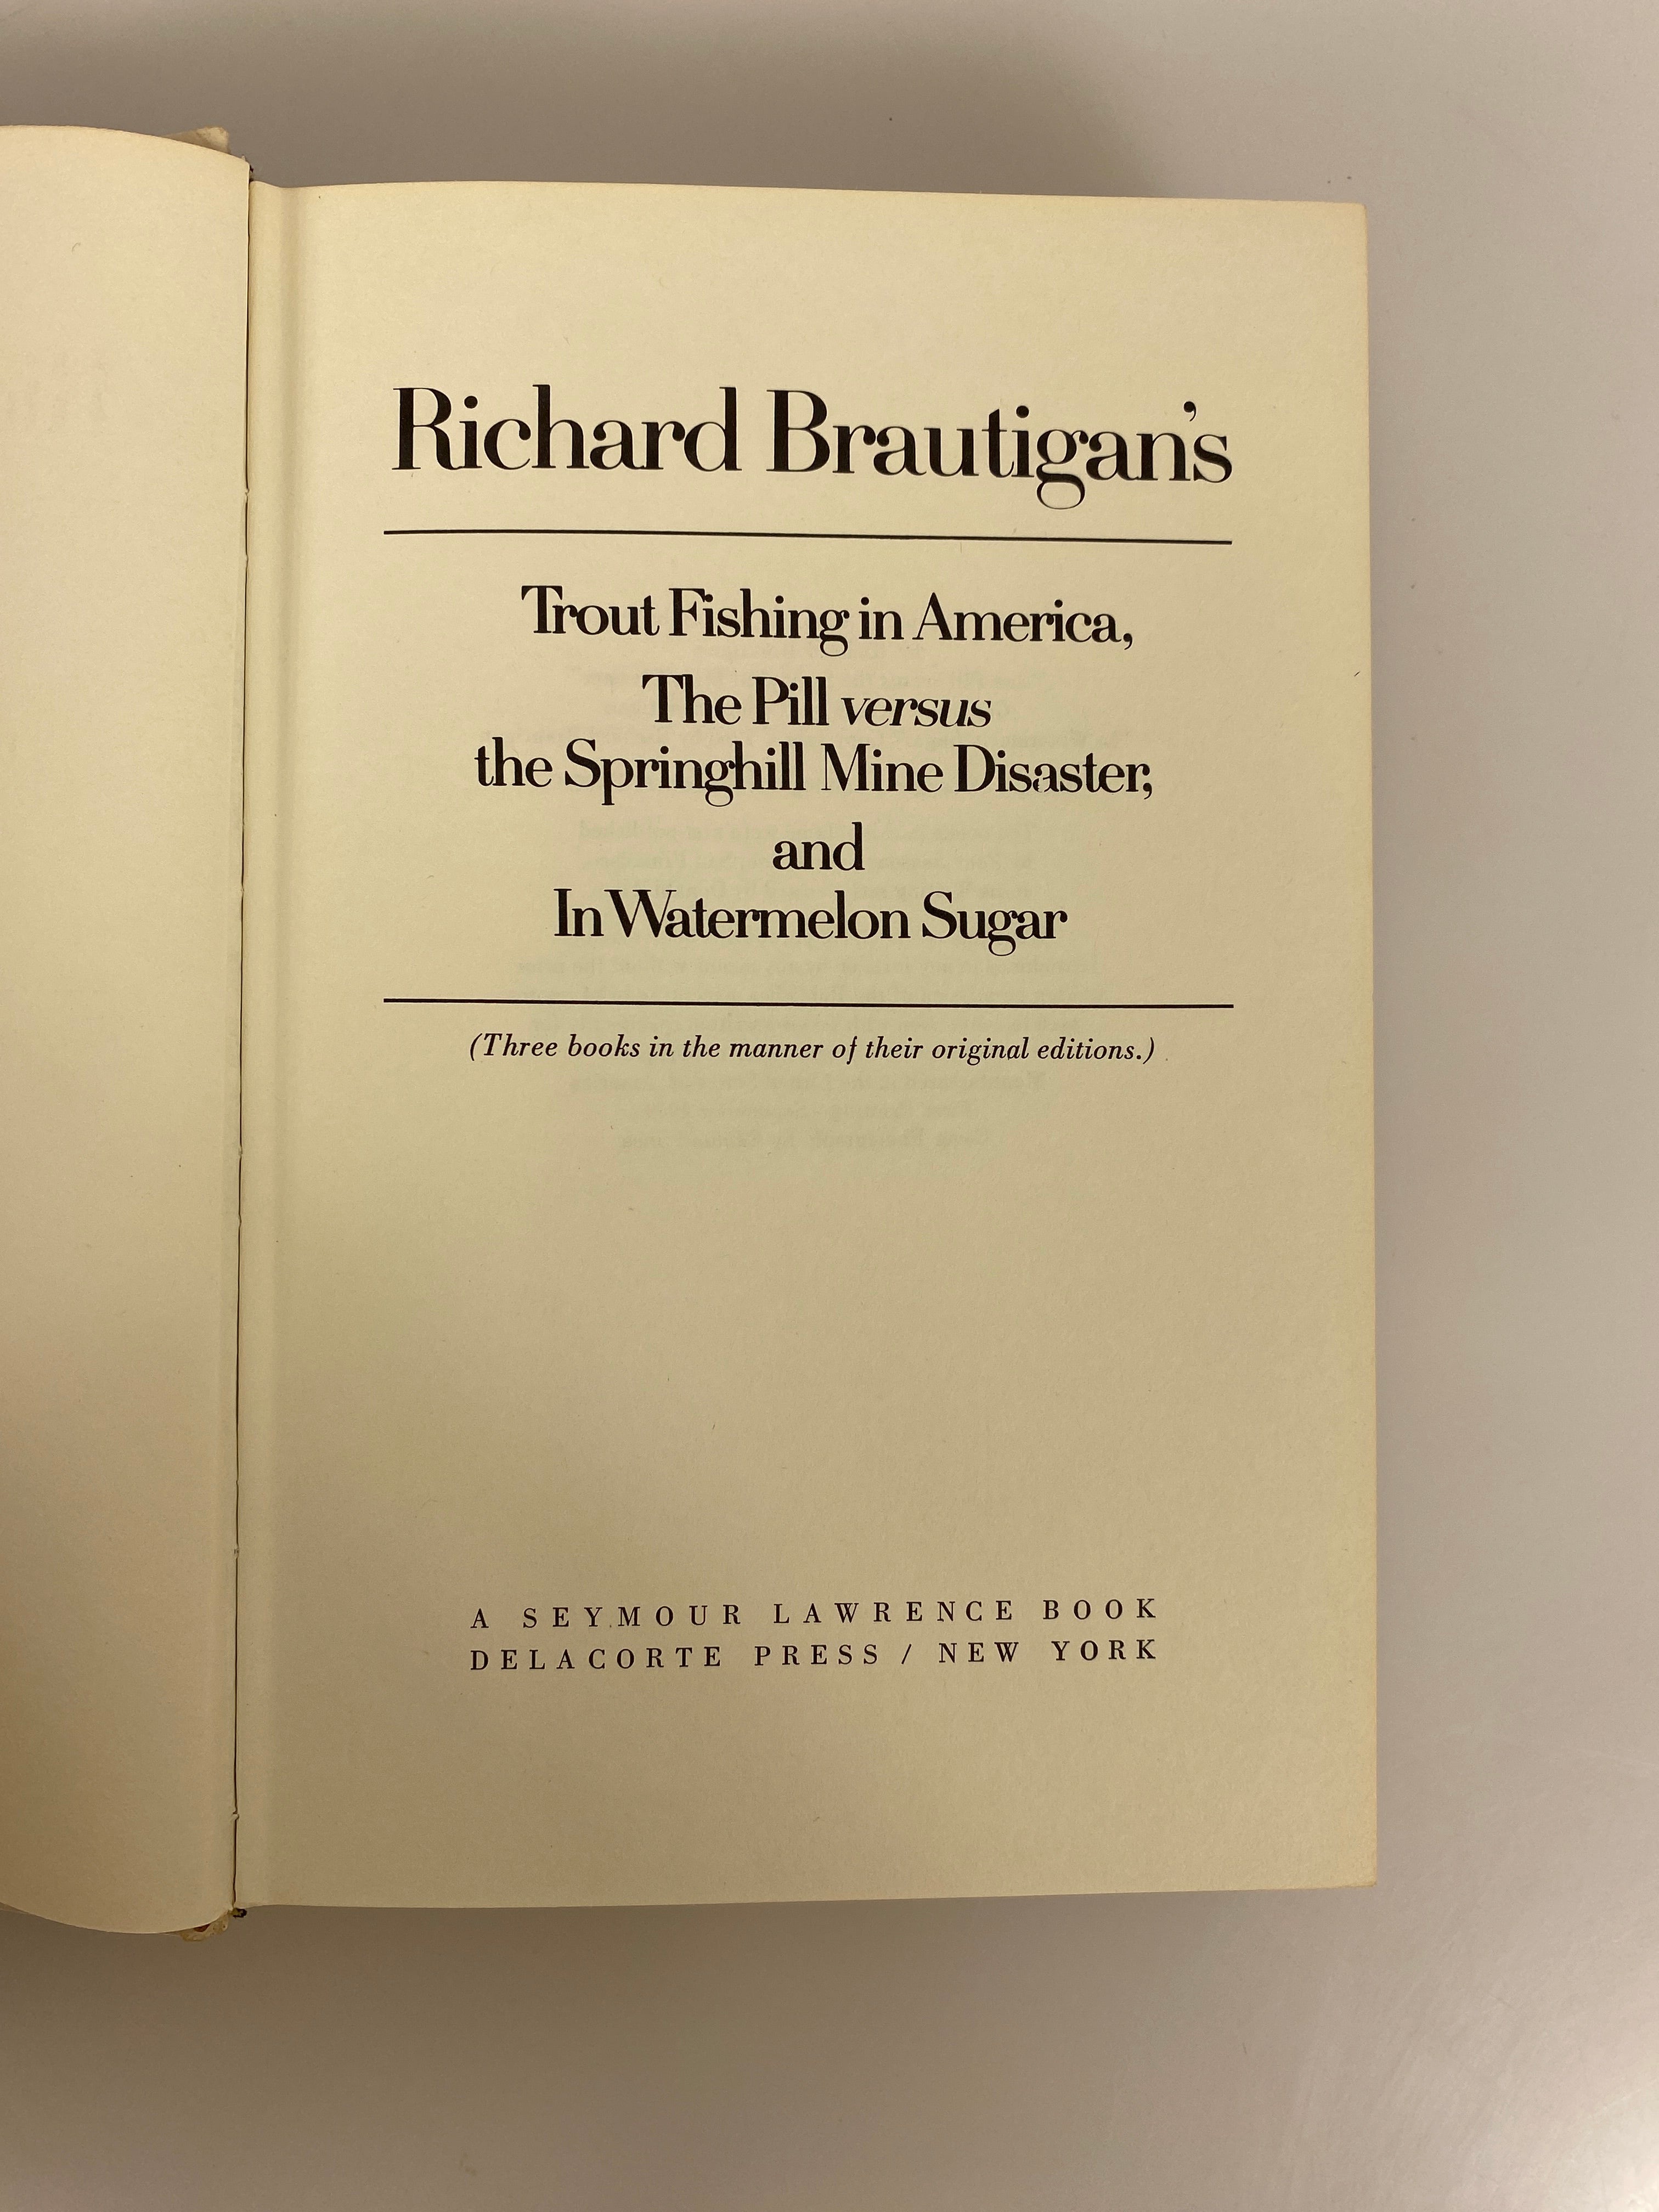 Richard Brautigan's
Trout Fishing in America,
The Pill versus
the Springhill Mine Disaster,
and
In Watermelon Sugar
(Three books in the manner of their original editions.)
A SEYMOUR LAWRENCE BOOK
DELACORTE PRESS / NEW YORK